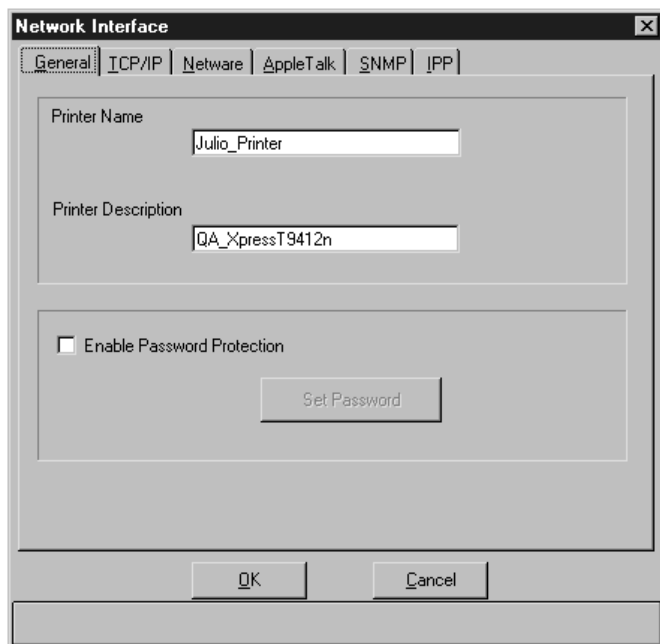 Network Interface
General TCP/IP Netware AppleTalk SNMP IPP
Printer Name
Julio_Printer
Printer Description
QA_XpressT9412n
Enable Password Protection
Set Password
OK Cancel